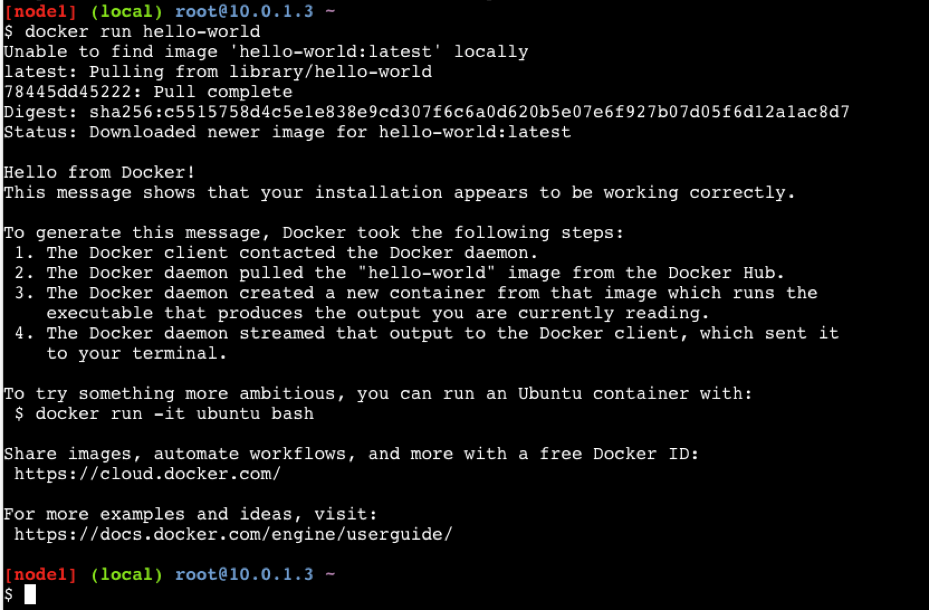 [node1] (local) root@10.0.1.3 ~
$ docker run hello-world
Unable to find image 'hello-world:latest' locally
latest: Pulling from library/hello-world
78445dd45222: Pull complete
Digest: sha256:c5515758d4c5e1e838e9cd307f6c6a0d620b5e07e6f927b07d05f6d12a1ac8d7
Status: Downloaded newer image for hello-world:latest

Hello from Docker!
This message shows that your installation appears to be working correctly.

To generate this message, Docker took the following steps:
 1. The Docker client contacted the Docker daemon.
 2. The Docker daemon pulled the "hello-world" image from the Docker Hub.
 3. The Docker daemon created a new container from that image which runs the
    executable that produces the output you are currently reading.
 4. The Docker daemon streamed that output to the Docker client, which sent it
    to your terminal.

To try something more ambitious, you can run an Ubuntu container with:
 $ docker run -it ubuntu bash

Share images, automate workflows, and more with a free Docker ID:
 https://cloud.docker.com/

For more examples and ideas, visit:
 https://docs.docker.com/engine/userguide/

[node1] (local) root@10.0.1.3 ~
$